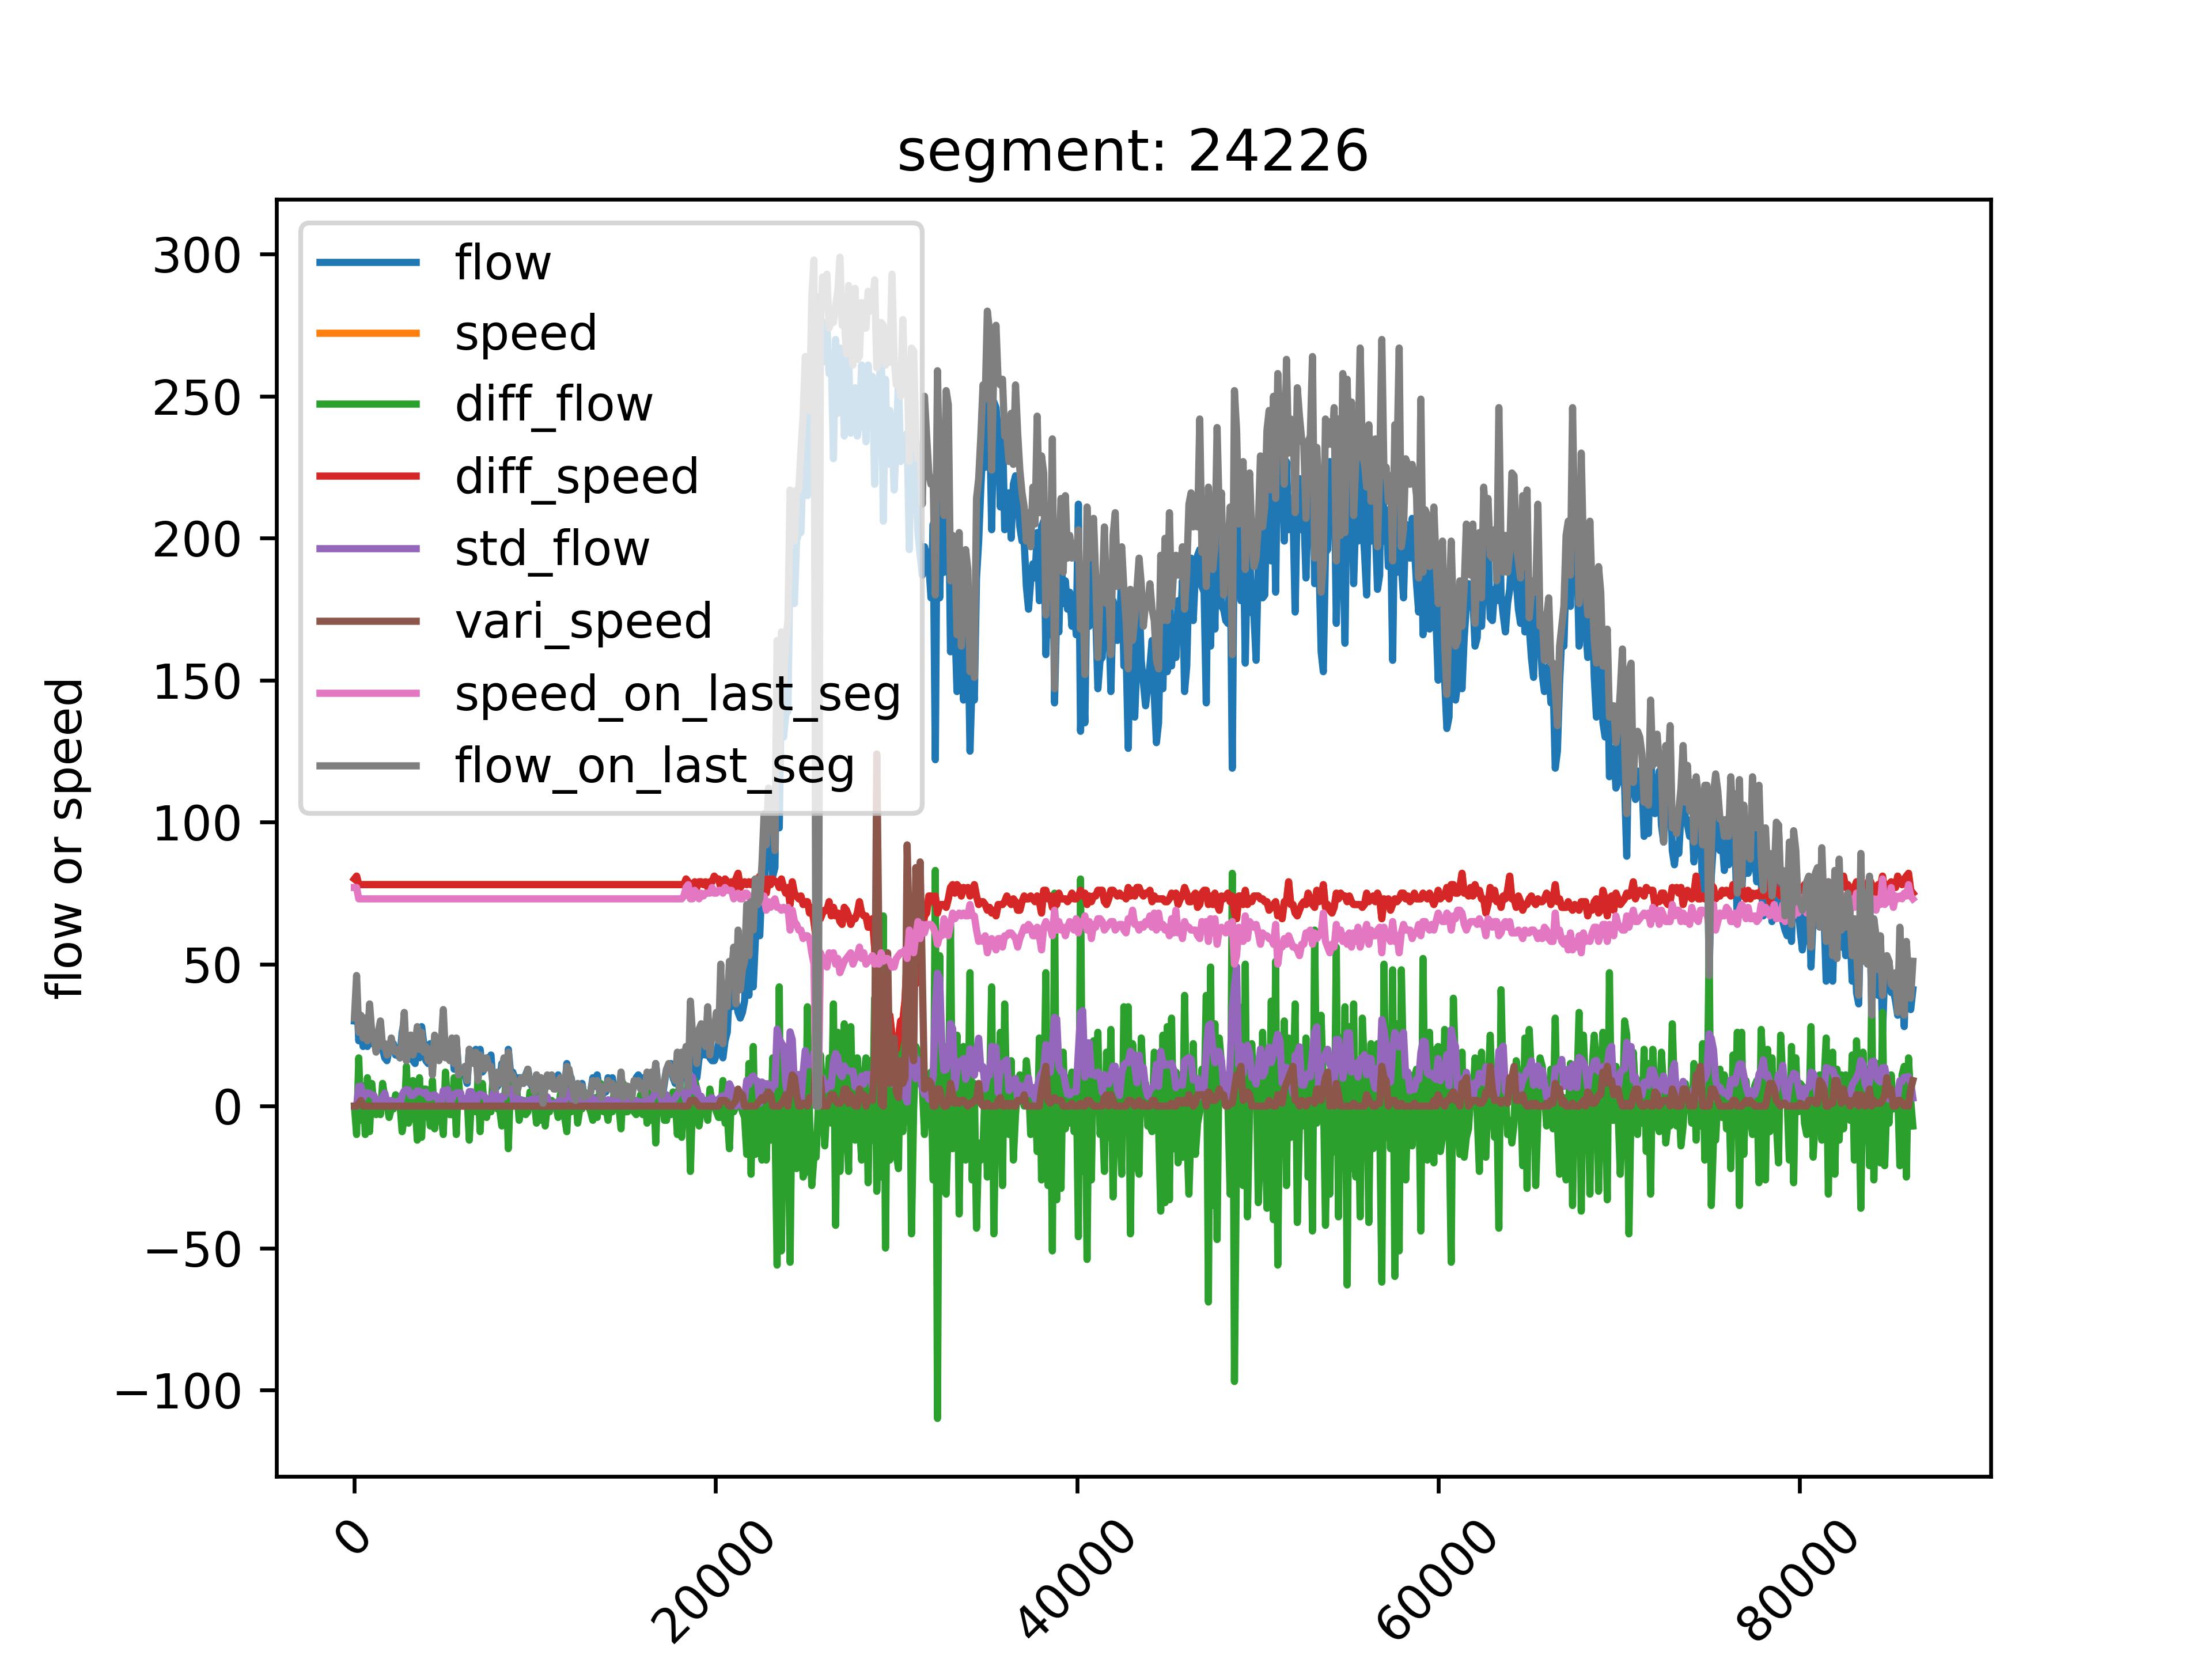 segment: 24226
flow
speed
diff_flow
diff_speed
std_flow
vari_speed
speed_on_last_seg
flow_on_last_seg
flow or speed
300
250
200
150
100
50
0
−50
−100
0
20000
40000
60000
80000